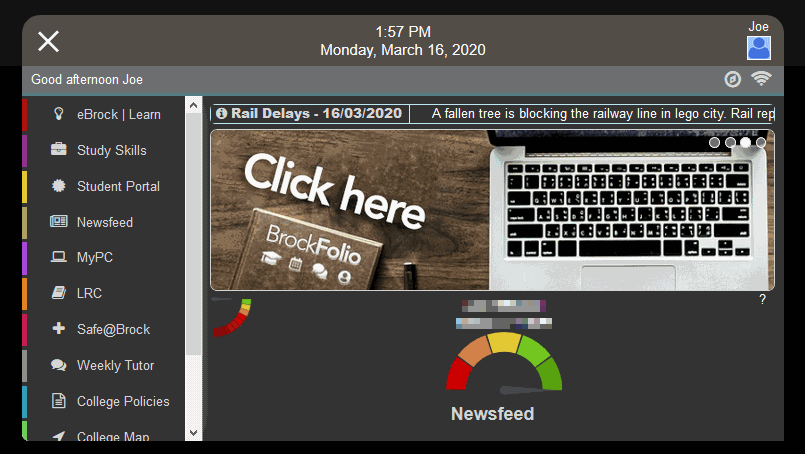 1:57 PM
Monday, March 16, 2020
Joe
Good afternoon Joe
eBrock | Learn
Study Skills
Student Portal
Newsfeed
MyPC
LRC
Safe@Brock
Weekly Tutor
College Policies
College Map
Rail Delays - 16/03/2020
A fallen tree is blocking the railway line in lego city. Rail rep
Click here
BrockFolio
?
Newsfeed